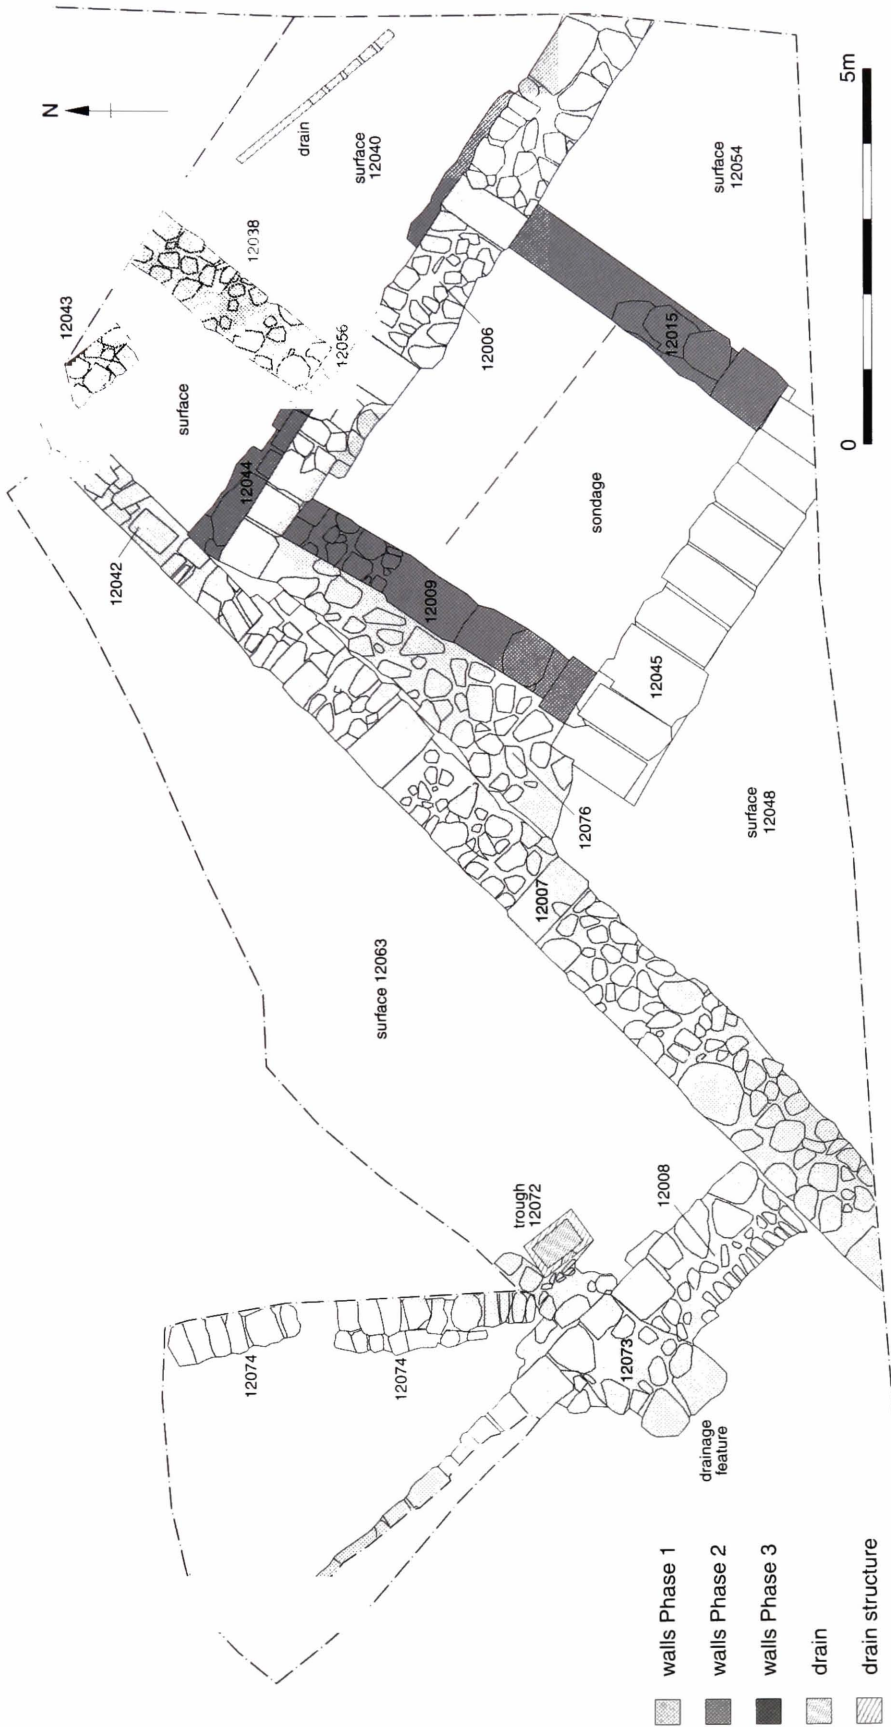 N
5m
0
drain
surface
12040
surface
12054
12038
12043
12056
12006
12015
surface
12044
12042
12009
sondage
12045
12076
surface
12048
12007
surface 12063
12008
trough
12072
12074
12074
12073
drainage
feature
walls Phase 1
walls Phase 2
walls Phase 3
drain
drain structure